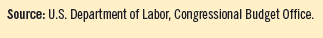 Source: U.S. Department of Labor, Congressional Budget Office.